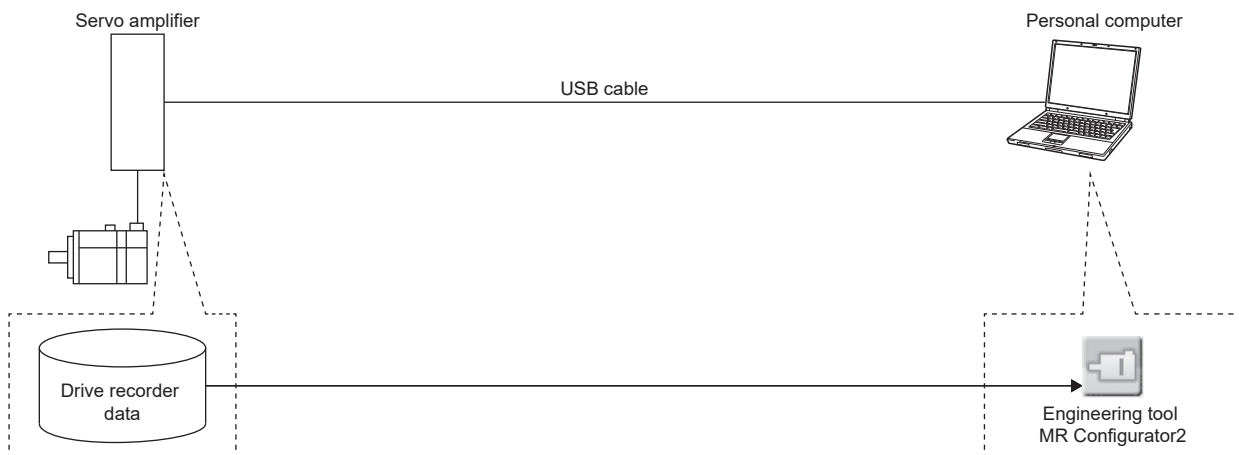 Servo amplifier
Personal computer
USB cable
Drive recorder
data
Engineering tool
MR Configurator2